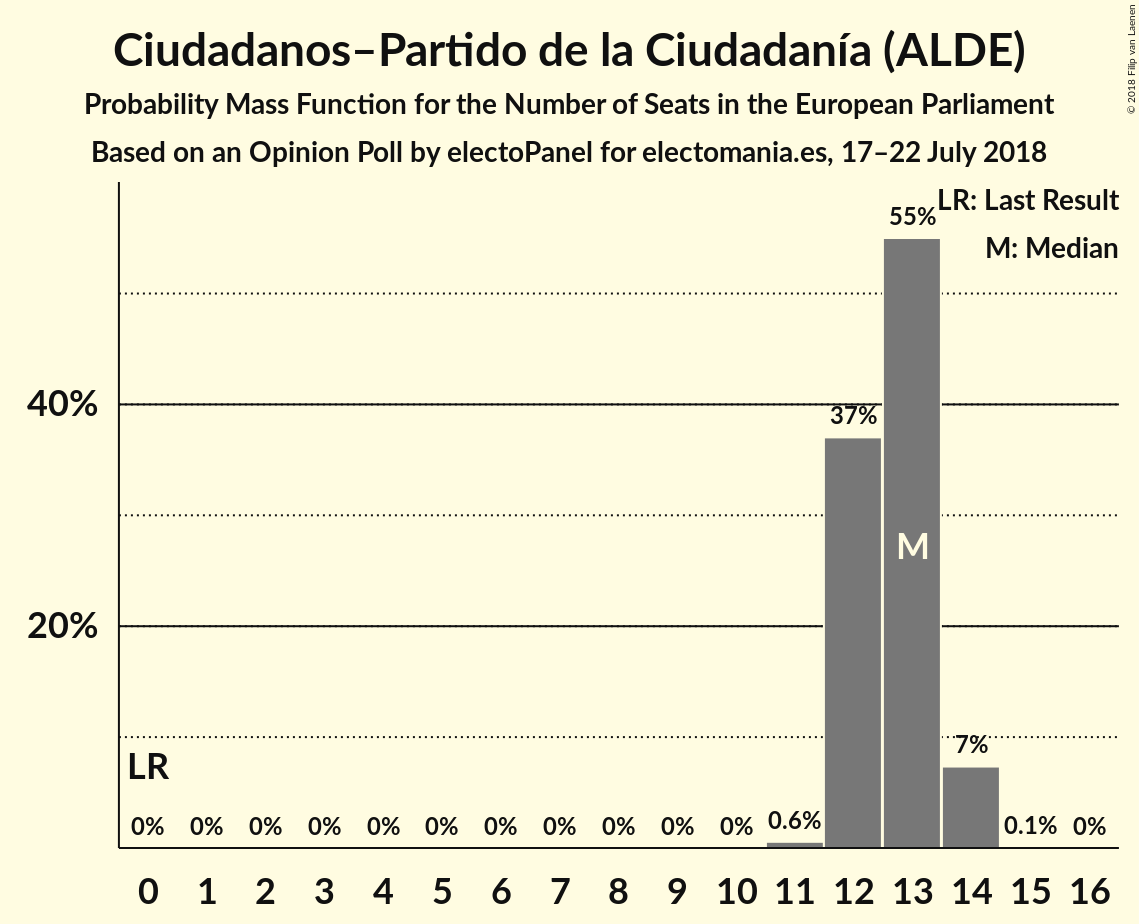 Ciudadanos–Partido de la Ciudadanía (ALDE)
Probability Mass Function for the Number of Seats in the European Parliament
Based on an Opinion Poll by electoPanel for electomania.es, 17–22 July 2018
© 2018 Filip van Laenen
LR: Last Result
M: Median
55%
40%
37%
M
20%
7%
LR
0% 0% 0% 0% 0% 0% 0% 0% 0% 0% 0% 0.6% 0.1% 0%
0 1 2 3 4 5 6 7 8 9 10 11 12 13 14 15 16